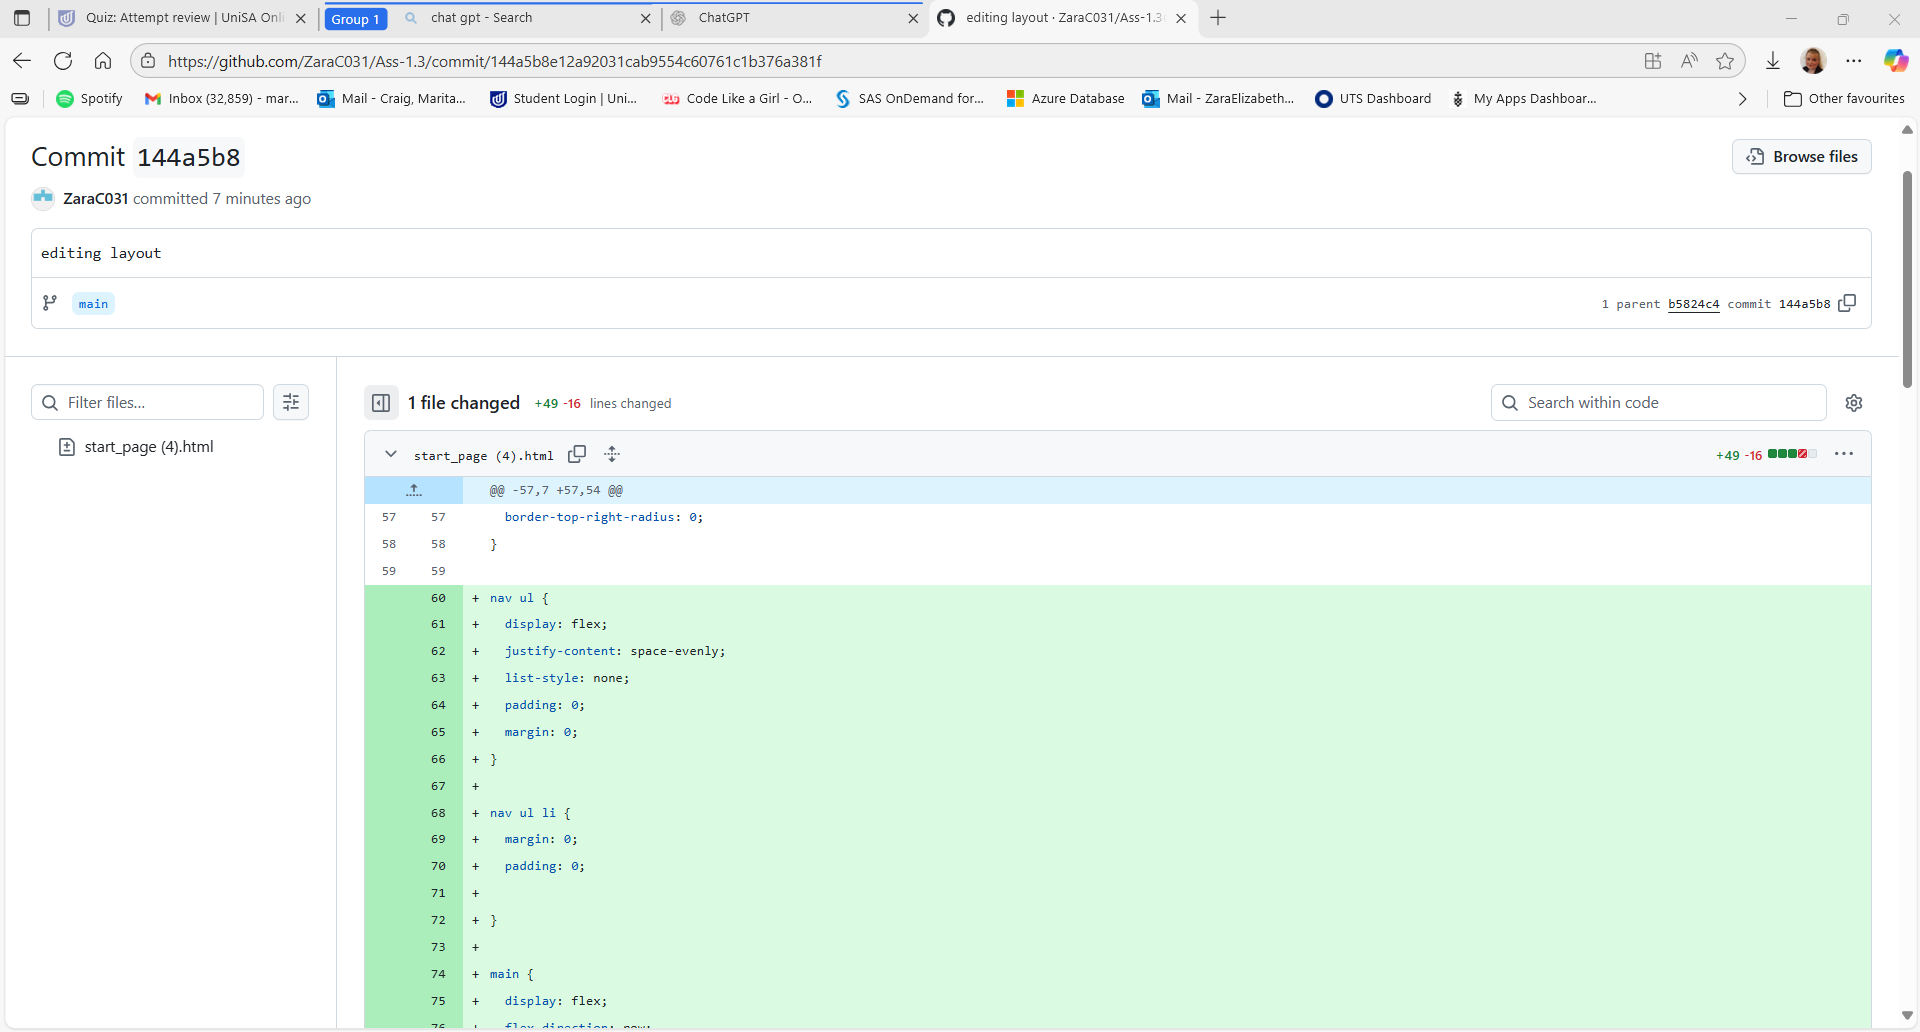 Quiz: Attempt review | UniSA Onli
Group 1
chat gpt - Search
ChatGPT
editing layout · ZaraC031/Ass-1.3
https://github.com/ZaraC031/Ass-1.3/commit/144a5b8e12a92031cab9554c60761c1b376a381f
Spotify
Inbox (32,859) - mar...
Mail - Craig, Marita...
Student Login | Uni...
Code Like a Girl - O...
SAS OnDemand for...
Azure Database
Mail - ZaraElizabeth...
UTS Dashboard
My Apps Dashboar...
Other favourites
Commit 144a5b8
Browse files
ZaraC031 committed 7 minutes ago
editing layout
main
1 parent b5824c4 commit 144a5b8
Filter files...
start_page (4).html
1 file changed +49 -16 lines changed
Search within code
start_page (4).html
+49 -16
@@ -57,7 +57,54 @@
57 57 border-top-right-radius: 0;
58 58 }
59 59
60 + nav ul {
61 + display: flex;
62 + justify-content: space-evenly;
63 + list-style: none;
64 + padding: 0;
65 + margin: 0;
66 + }
67 +
68 + nav ul li {
69 + margin: 0;
70 + padding: 0;
71 +
72 + }
73 +
74 + main {
75 + display: flex;
76 + flex-direction: row;